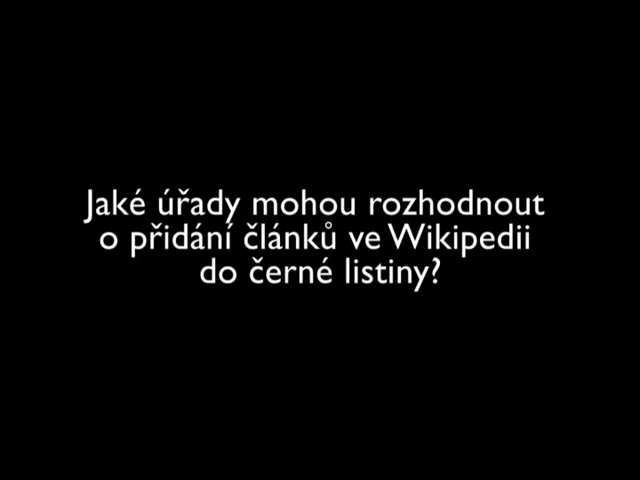 Jaké úřady mohou rozhodnout
o přidání článků ve Wikipedii
do černé listiny?